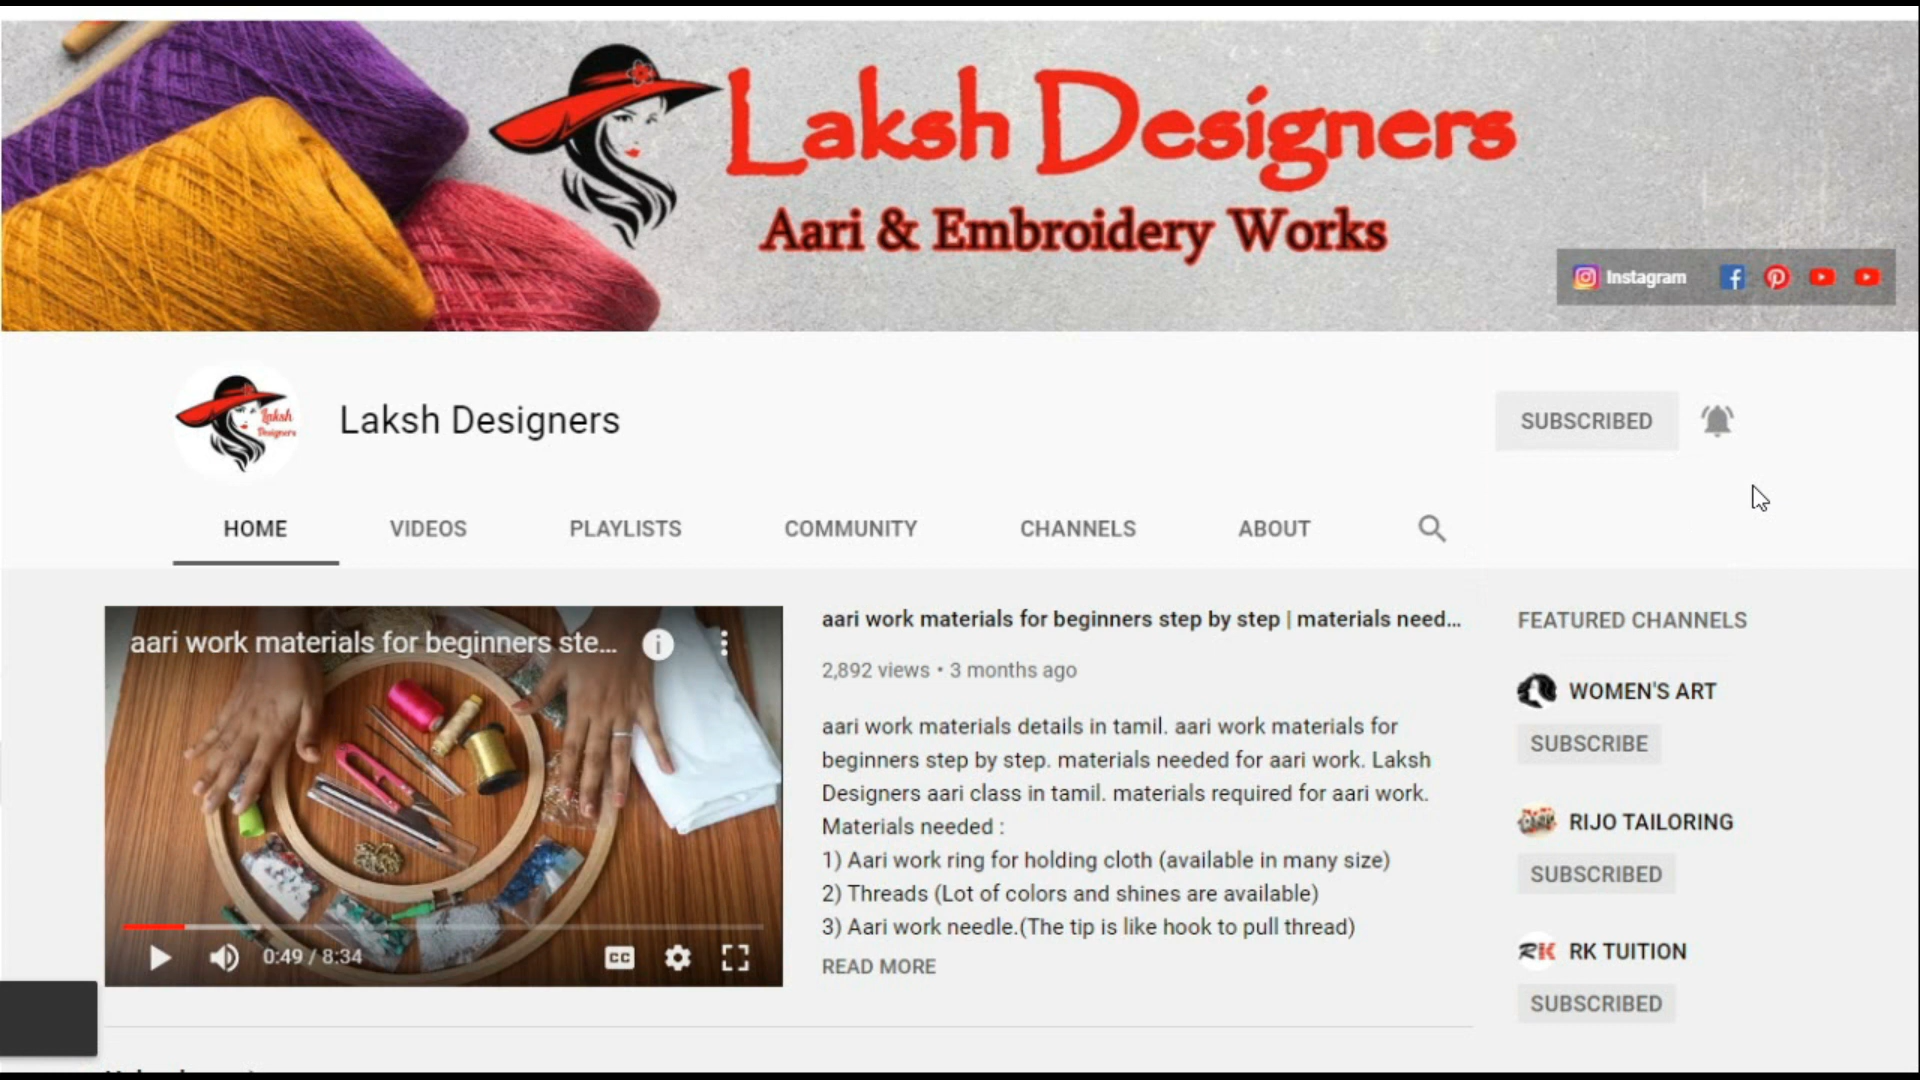 Laksh Designers
Aari & Embroidery Works
Instagram
Laksh
Designers
Laksh Designers
SUBSCRIBED
HOME
VIDEOS
PLAYLISTS
COMMUNITY
CHANNELS
ABOUT
aari work materials for beginners ste...
0:49 / 8:34
CC
aari work materials for beginners step by step | materials need...
2,892 views • 3 months ago
aari work materials details in tamil. aari work materials for
beginners step by step. materials needed for aari work. Laksh
Designers aari class in tamil. materials required for aari work.
Materials needed :
1) Aari work ring for holding cloth (available in many size)
2) Threads (Lot of colors and shines are available)
3) Aari work needle.(The tip is like hook to pull thread)
READ MORE
FEATURED CHANNELS
WOMEN'S ART
SUBSCRIBE
RIJO TAILORING
SUBSCRIBED
RK
RK TUITION
SUBSCRIBED